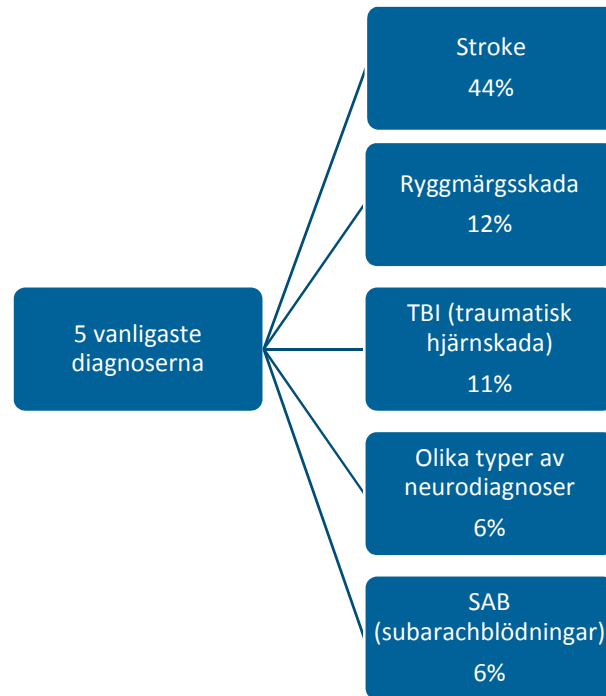 5 vanligaste
diagnoserna
Stroke
44%
Ryggmärgsskada
12%
TBI (traumatisk
hjärnskada)
11%
Olika typer av
neurodiagnoser
6%
SAB
(subarachblödningar)
6%